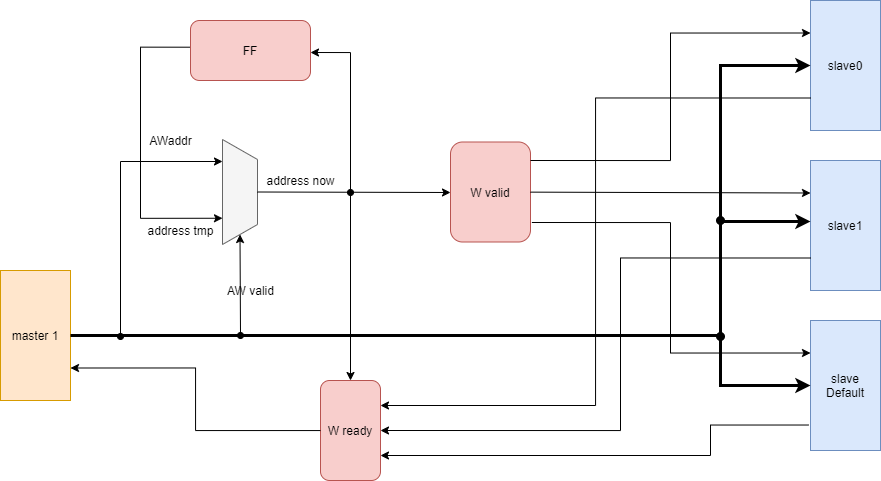 FF
slave0
AWaddr
address now
W valid
address tmp
slave1
AW valid
master 1
slave
Default
W ready